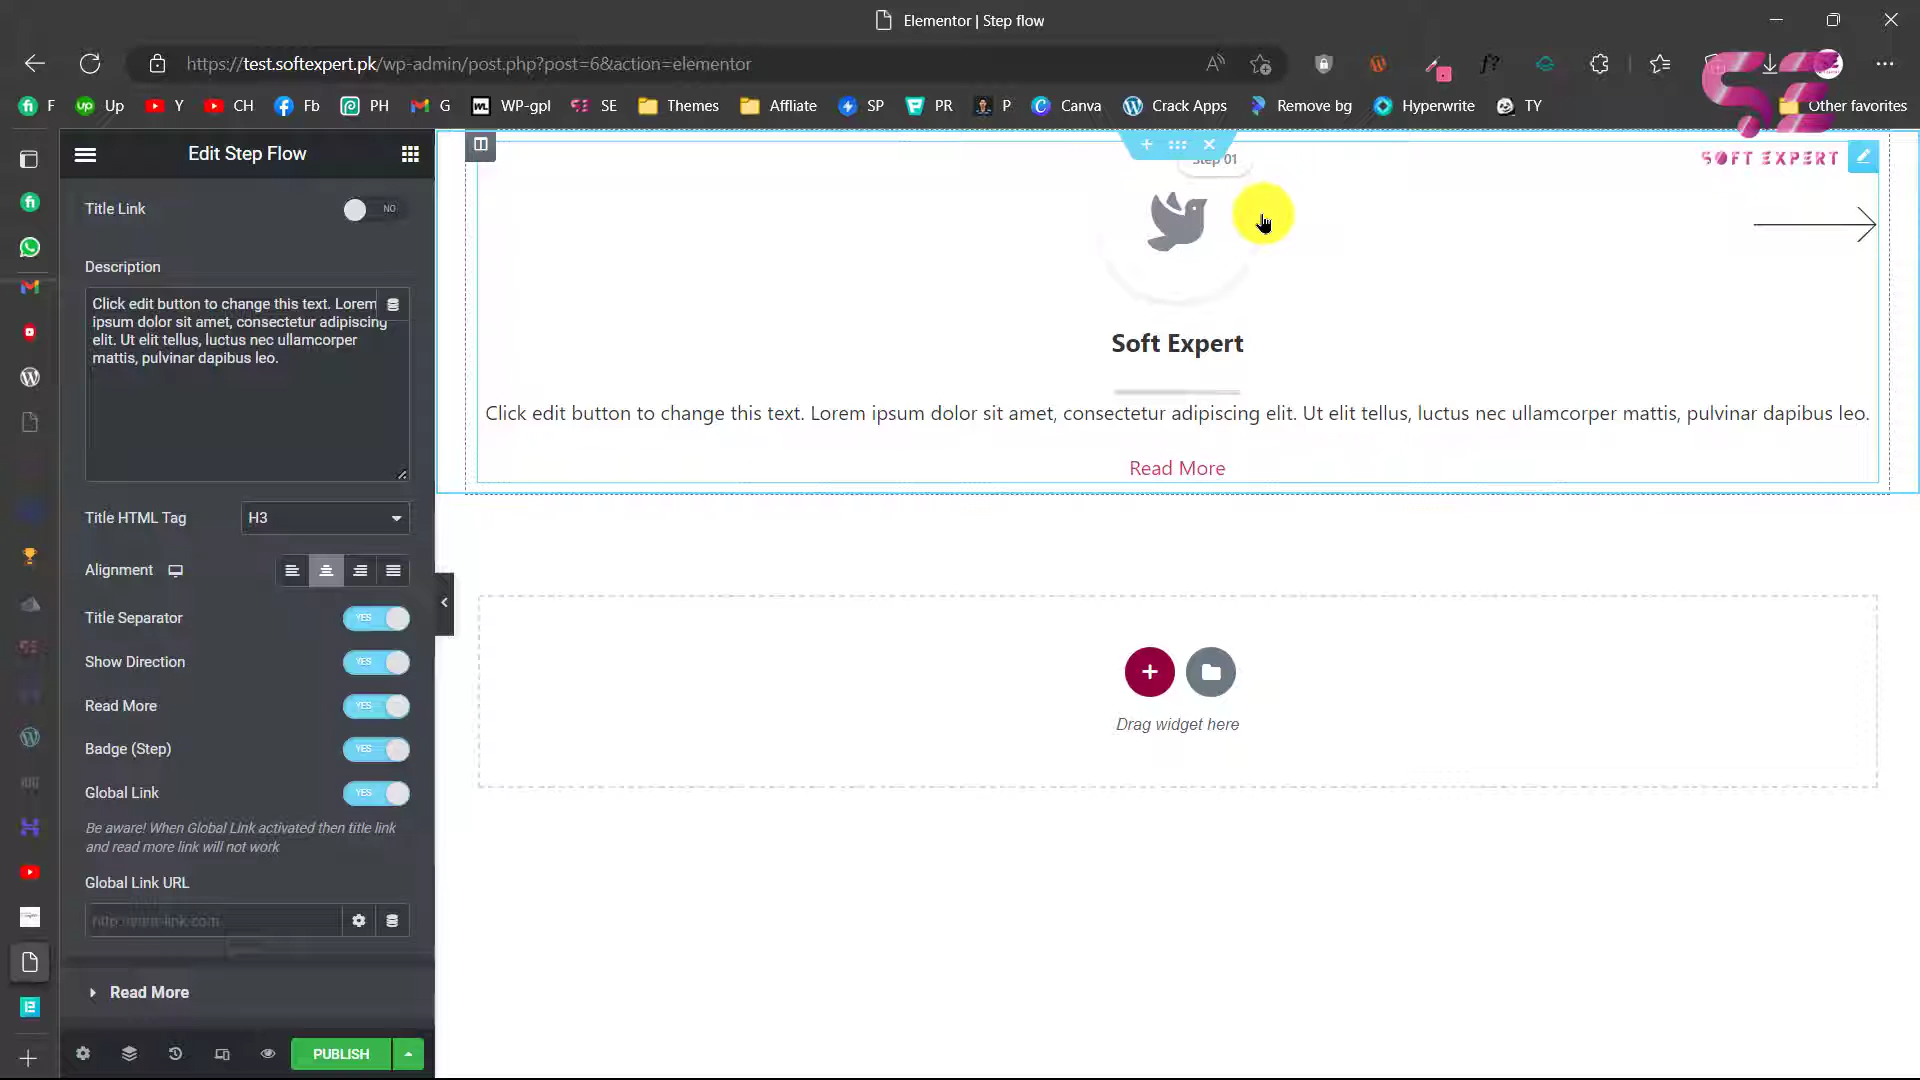 Elementor | Step flow
https://test.softexpert.pk/wp-admin/post.php?post=6&action=elementor
F Up Y CH Fb PH G WP-gpl SE Themes Affliate SP PR P Canva Crack Apps Remove bg Hyperwrite TY Other favorites
Edit Step Flow
Title Link NO
Description
Click edit button to change this text. Lorem
ipsum dolor sit amet, consectetur adipiscing
elit. Ut elit tellus, luctus nec ullamcorper
mattis, pulvinar dapibus leo.
Title HTML Tag H3
Alignment
Title Separator YES
Show Direction YES
Read More YES
Badge (Step) YES
Global Link YES
Be aware! When Global Link activated then title link
and read more link will not work
Global Link URL
Read More
PUBLISH
Step 01
SOFT EXPERT
Soft Expert
Click edit button to change this text. Lorem ipsum dolor sit amet, consectetur adipiscing elit. Ut elit tellus, luctus nec ullamcorper mattis, pulvinar dapibus leo.
Read More
Drag widget here